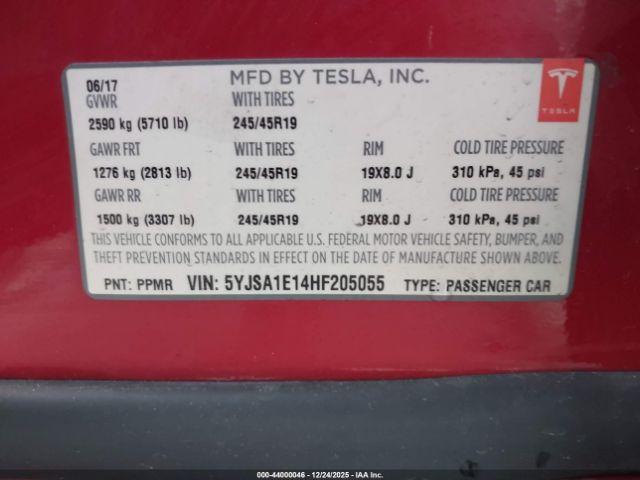 06/17 MFD BY TESLA, INC.
GVWR WITH TIRES
2590 kg (5710 lb) 245/45R19
TESLA
GAWR FRT WITH TIRES RIM COLD TIRE PRESSURE
1276 kg (2813 lb) 245/45R19 19X8.0 J 310 kPa, 45 psi
GAWR RR WITH TIRES RIM COLD TIRE PRESSURE
1500 kg (3307 lb) 245/45R19 19X8.0 J 310 kPa, 45 psi
THIS VEHICLE CONFORMS TO ALL APPLICABLE U.S. FEDERAL MOTOR VEHICLE SAFETY, BUMPER, AND
THEFT PREVENTION STANDARDS IN EFFECT ON THE DATE OF MANUFACTURE SHOWN ABOVE.
PNT: PPMR VIN: 5YJSA1E14HF205055 TYPE: PASSENGER CAR
000-44000046 - 12/24/2025 - IAA Inc.